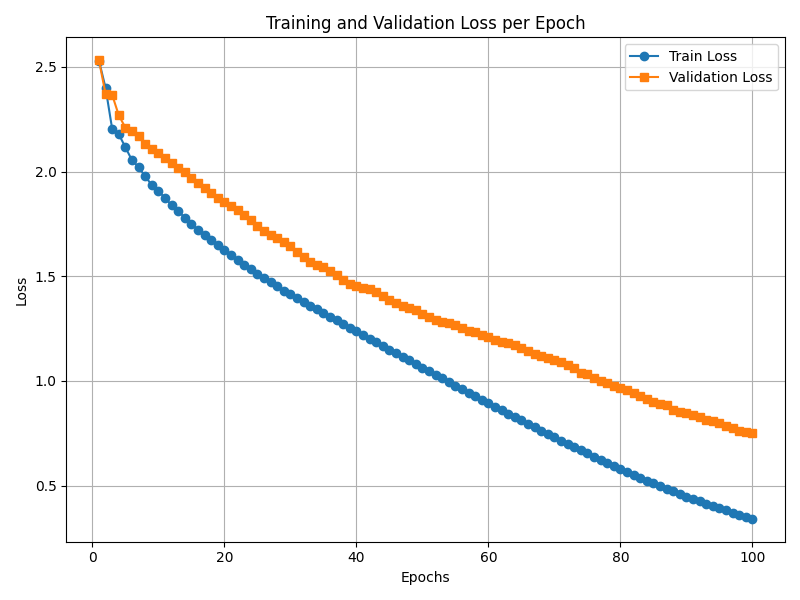 Training and Validation Loss per Epoch
Train Loss
Validation Loss
2.5
2.0
1.5
1.0
0.5
Loss
0 20 40 60 80 100
Epochs